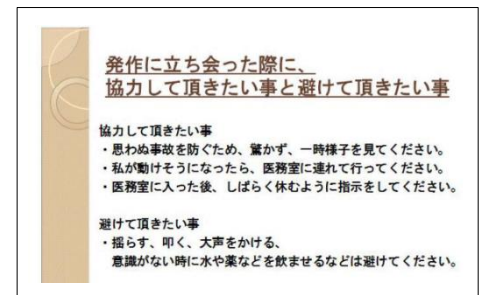 発作に立ち会った際に、
協力して頂きたい事と避けて頂きたい事
協力して頂きたい事
・思わぬ事故を防ぐため、驚かず、一時様子を見てください。
・私が動けそうになったら、医務室に連れて行ってください。
・医務室に入った後、しばらく休むように指示をしてください。
避けて頂きたい事
・揺らす、叩く、大声をかける、
意識がない時に水や薬などを飲ませるなどは避けてください。